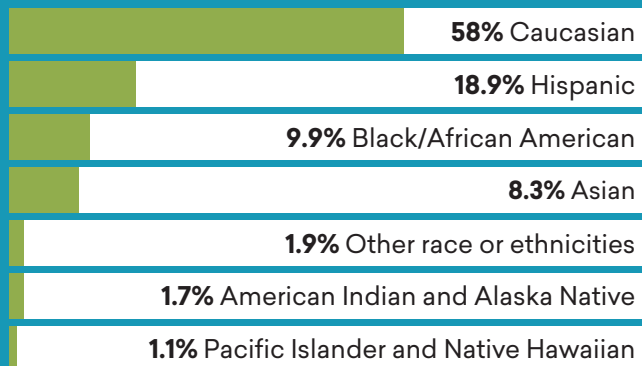 58% Caucasian
18.9% Hispanic
9.9% Black/African American
8.3% Asian
1.9% Other race or ethnicities
1.7% American Indian and Alaska Native
1.1% Pacific Islander and Native Hawaiian